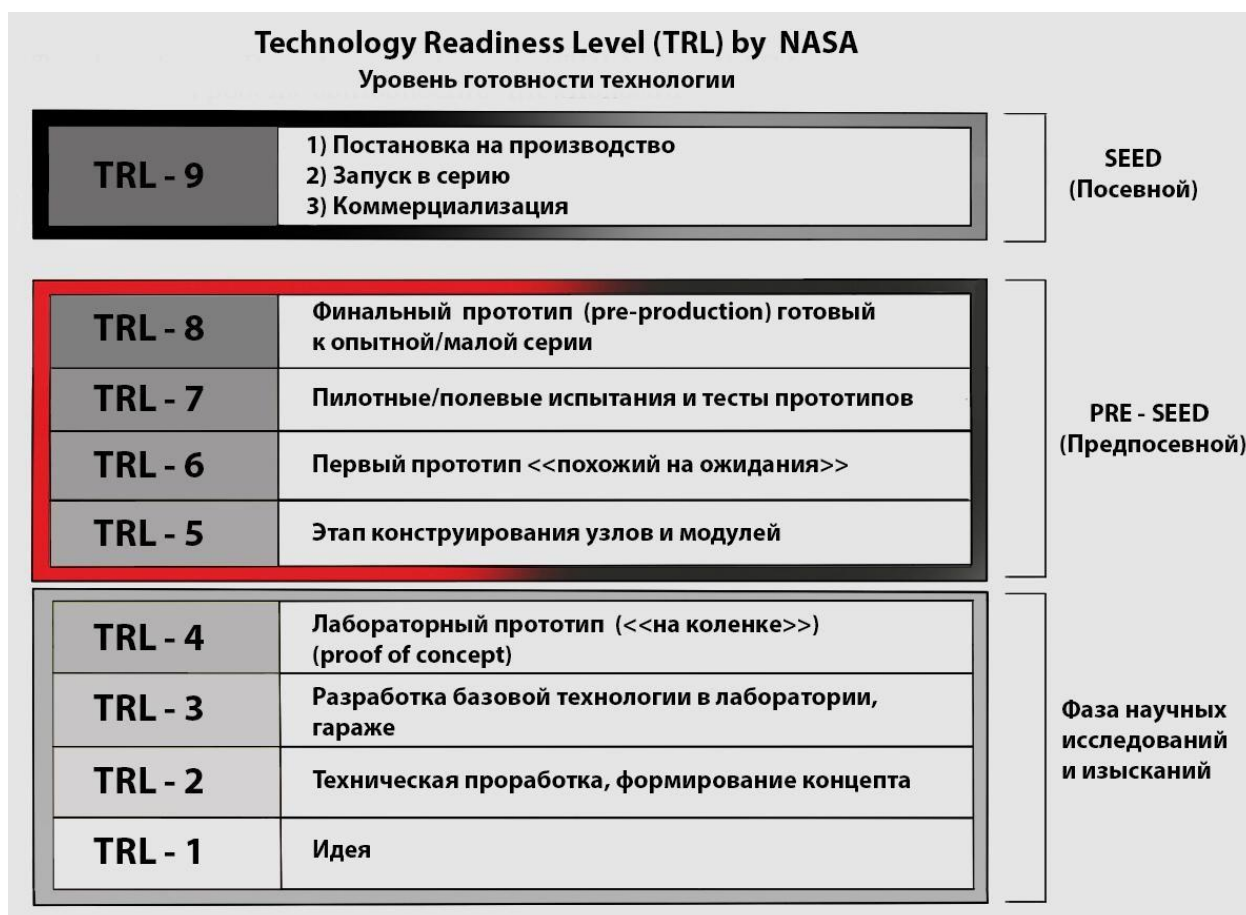 Technology Readiness Level (TRL) by NASA
Уровень готовности технологии
TRL - 9
1) Постановка на производство
2) Запуск в серию
3) Коммерциализация
SEED
(Посевной)
TRL - 8
Финальный прототип (pre-production) готовый
к опытной/малой серии
TRL - 7
Пилотные/полевые испытания и тесты прототипов
TRL - 6
Первый прототип <<похожий на ожидания>>
TRL - 5
Этап конструирования узлов и модулей
PRE - SEED
(Предпосевной)
TRL - 4
Лабораторный прототип (<<на коленке>>)
(proof of concept)
TRL - 3
Разработка базовой технологии в лаборатории,
гараже
TRL - 2
Техническая проработка, формирование концепта
TRL - 1
Идея
Фаза научных
исследований
и изысканий